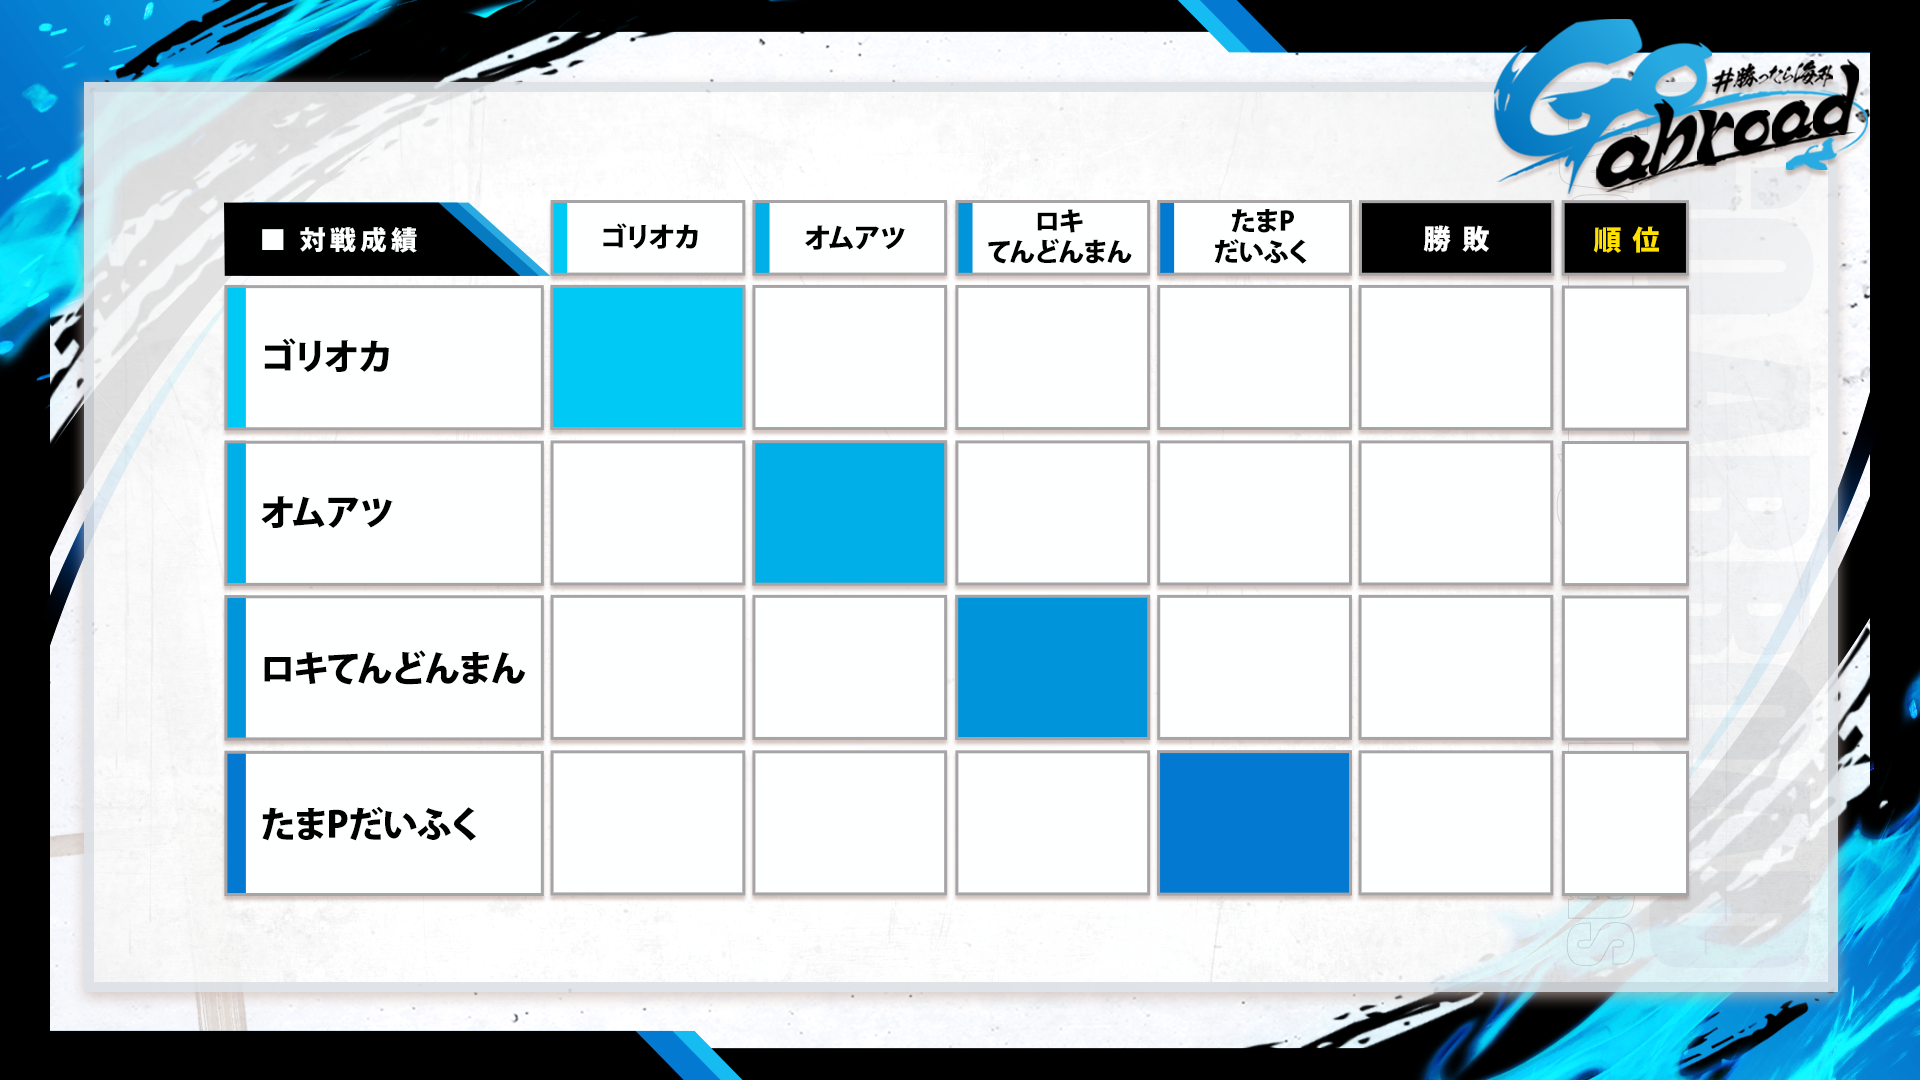 Go
#勝ったら海外
abroad
■ 対戦成績
ゴリオカ
オムアツ
ロキ
てんどんまん
たまP
だいふく
勝敗
順位
ゴリオカ
オムアツ
ロキてんどんまん
たまPだいふく